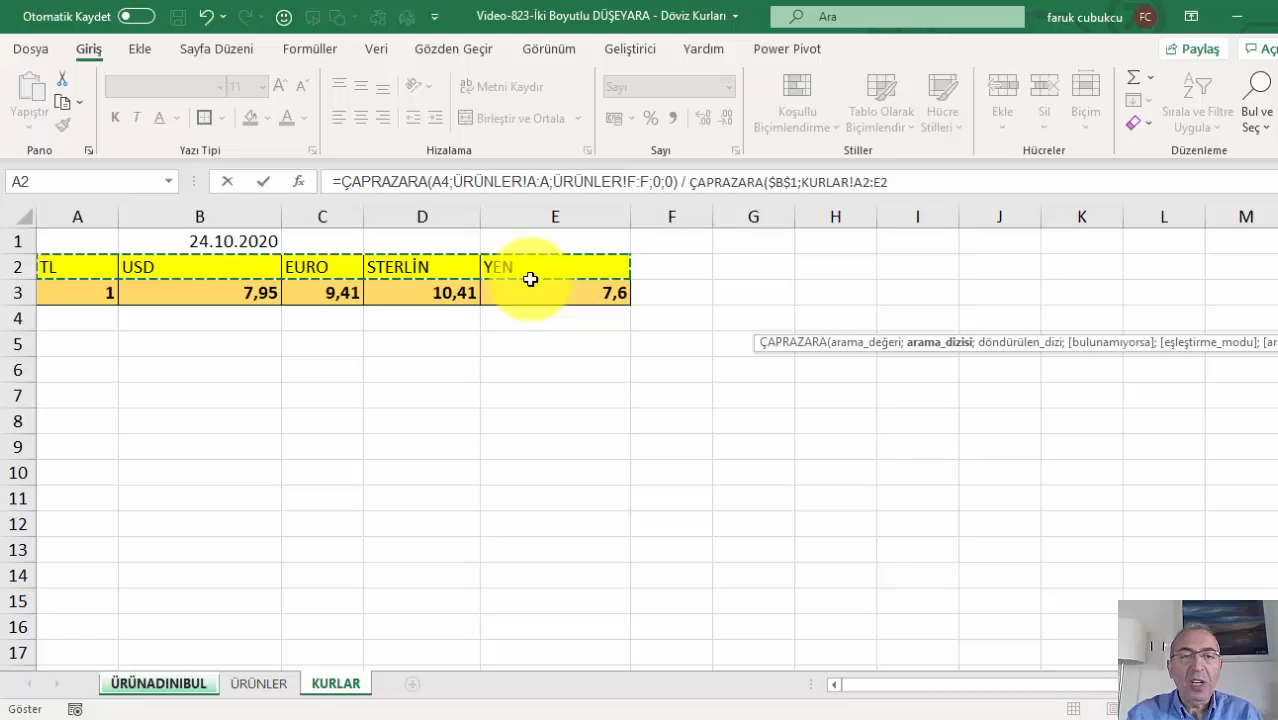 Otomatik Kaydet
Video-823-İki Boyutlu DÜŞEYARA - Döviz Kurları
Ara
faruk cubukcu
FC
Dosya Giriş Ekle Sayfa Düzeni Formüller Veri Gözden Geçir Görünüm Geliştirici Yardım Power Pivot
Paylaş
Yapıştır
11
K T A
Metni Kaydır
Birleştir ve Ortala
Sayı
Koşullu Biçimlendirme
Tablo Olarak Biçimlendir
Hücre Stilleri
Ekle Sil Biçim
Sırala ve Filtre Uygula
Bul ve Seç
Pano Yazı Tipi Hizalama Sayı Stiller Hücreler Düzenleme
A2 fx =ÇAPRAZARA(A4;ÜRÜNLER!A:A;ÜRÜNLER!F:F;0;0) / ÇAPRAZARA($B$1;KURLAR!A2:E2
A B C D E F G H I J K L M
1 24.10.2020
2 TL USD EURO STERLİN YEN
3 1 7,95 9,41 10,41 7,6
4
5 ÇAPRAZARA(arama_değeri; arama_dizisi; döndürülen_dizi; [bulunamıyorsa]; [eşleştirme_modu]; [ar
6
7
8
9
10
11
12
13
14
15
16
17
ÜRÜNADINIBUL ÜRÜNLER KURLAR
Göster